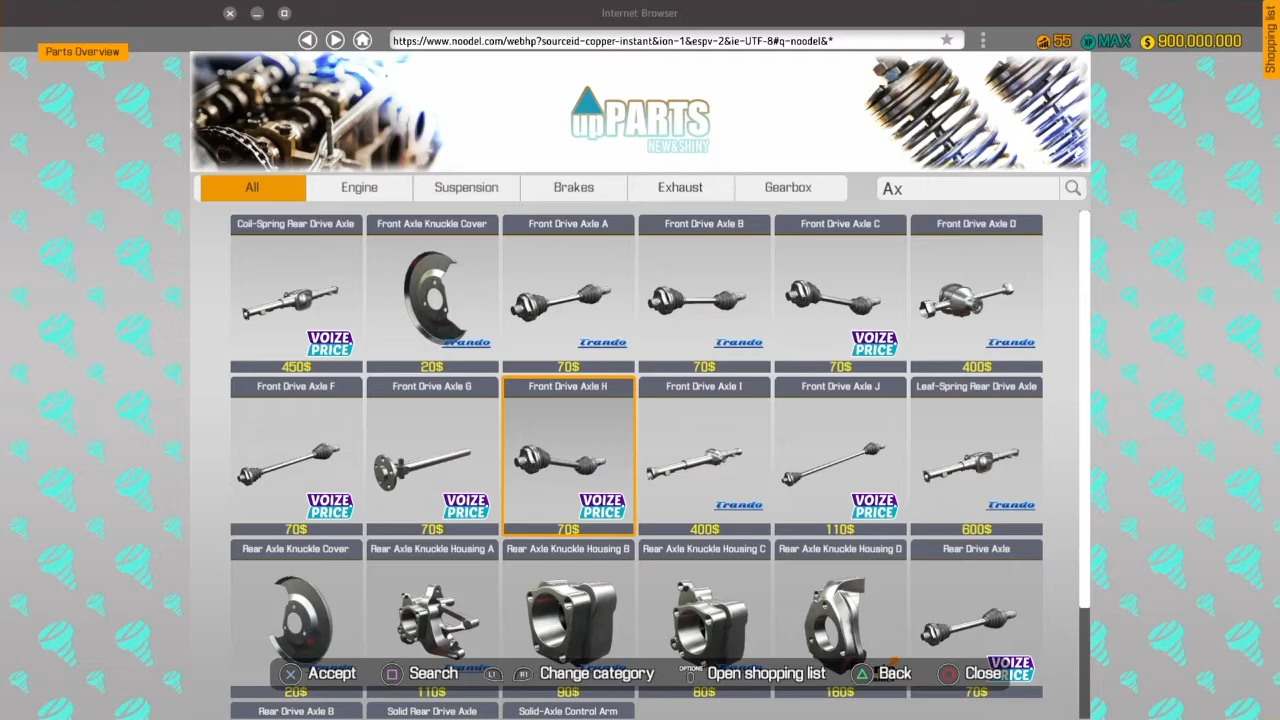 Internet Browser
Shopping list
Parts Overview
https://www.noodel.com/webhp?sourceid-copper-instant&ion-1&espv-2&ie-UTF-8#q-noodel&*
55
XP MAX
$ 900,000,000
upPARTS
NEW&SHINY
All
Engine
Suspension
Brakes
Exhaust
Gearbox
Ax
Coil-Spring Rear Drive Axle
Front Axle Knuckle Cover
Front Drive Axle A
Front Drive Axle B
Front Drive Axle C
Front Drive Axle D
VOIZE PRICE
Trando
Trando
Trando
VOIZE PRICE
Trando
450$
20$
70$
70$
70$
400$
Front Drive Axle F
Front Drive Axle G
Front Drive Axle H
Front Drive Axle I
Front Drive Axle J
Leaf-Spring Rear Drive Axle
VOIZE PRICE
VOIZE PRICE
VOIZE PRICE
Trando
VOIZE PRICE
Trando
70$
70$
70$
400$
110$
600$
Rear Axle Knuckle Cover
Rear Axle Knuckle Housing A
Rear Axle Knuckle Housing B
Rear Axle Knuckle Housing C
Rear Axle Knuckle Housing D
Rear Drive Axle
Accept
Search
L1
R1
Change category
OPTIONS
Open shopping list
Back
Close
20$
110$
90$
80$
160$
70$
Rear Drive Axle B
Solid Rear Drive Axle
Solid-Axle Control Arm